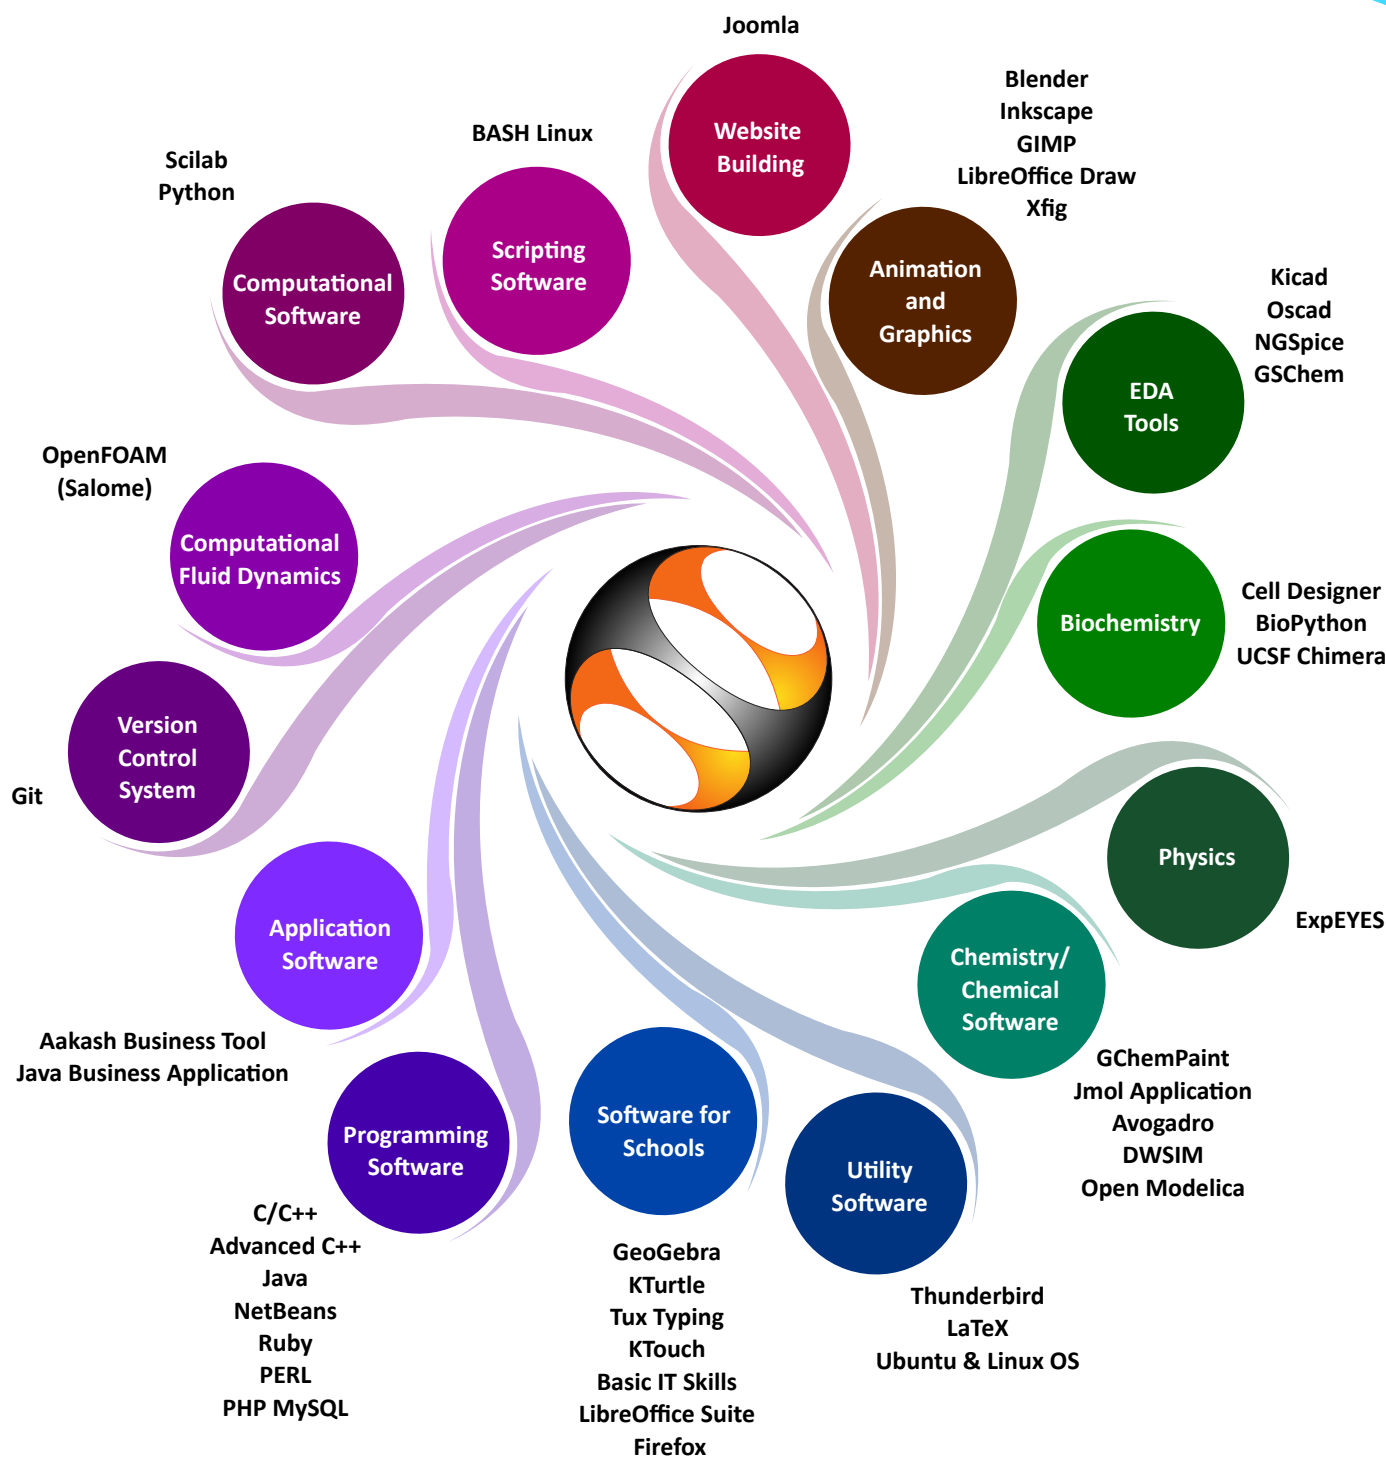 Joomla
Website
Building
Blender
Inkscape
GIMP
LibreOffice Draw
Xfig
Animation
and
Graphics
Kicad
Oscad
NGSpice
GSChem
EDA
Tools
Cell Designer
BioPython
UCSF Chimera
Biochemistry
Physics
ExpEYES
Chemistry/
Chemical
Software
GChemPaint
Jmol Application
Avogadro
DWSIM
Open Modelica
Utility
Software
Thunderbird
LaTeX
Ubuntu & Linux OS
Software for
Schools
GeoGebra
KTurtle
Tux Typing
KTouch
Basic IT Skills
LibreOffice Suite
Firefox
Programming
Software
C/C++
Advanced C++
Java
NetBeans
Ruby
PERL
PHP MySQL
Application
Software
Aakash Business Tool
Java Business Application
Version
Control
System
Git
Computational
Fluid Dynamics
OpenFOAM
(Salome)
Computational
Software
Scilab
Python
Scripting
Software
BASH Linux